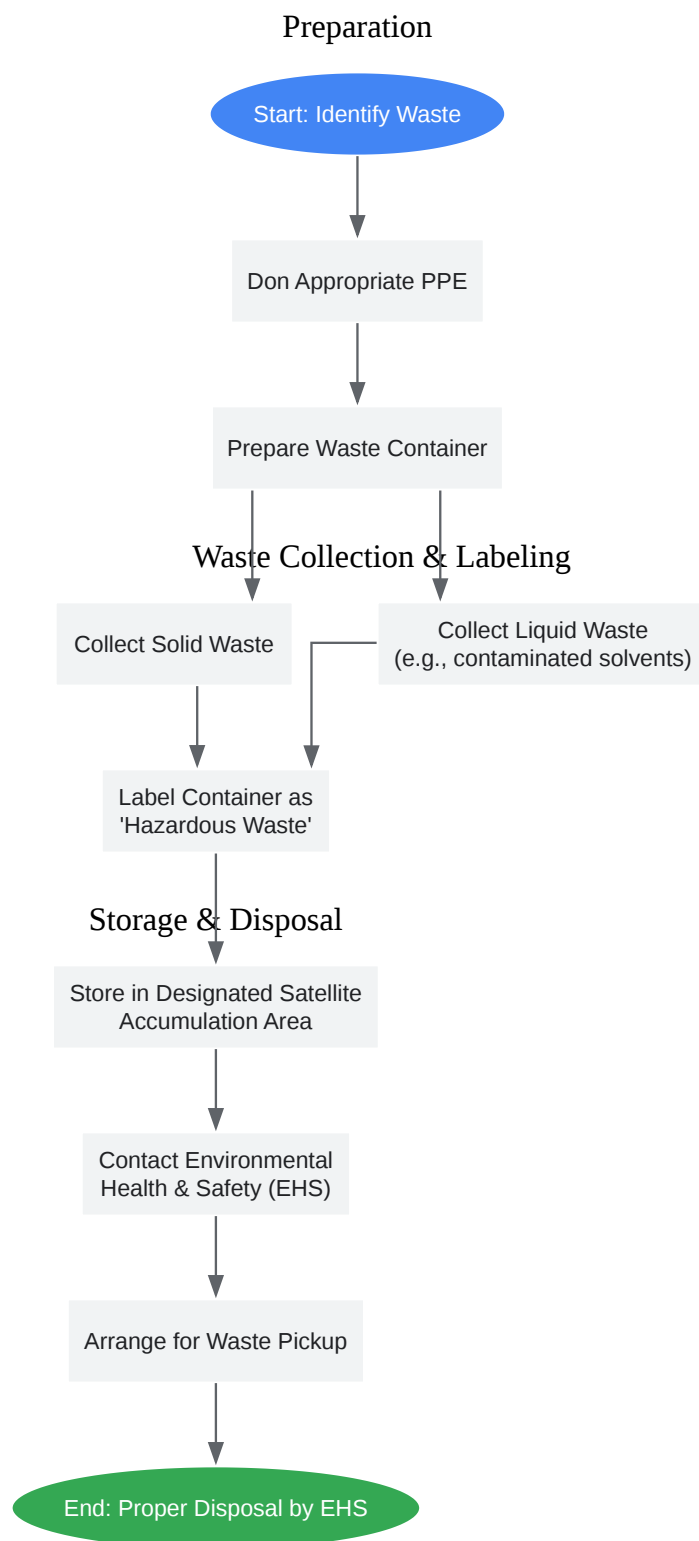 Preparation
Start: Identify Waste
Don Appropriate PPE
Prepare Waste Container
Waste Collection & Labeling
Collect Solid Waste
Collect Liquid Waste
(e.g., contaminated solvents)
Label Container as
'Hazardous Waste'
Storage & Disposal
Store in Designated Satellite
Accumulation Area
Contact Environmental
Health & Safety (EHS)
Arrange for Waste Pickup
End: Proper Disposal by EHS